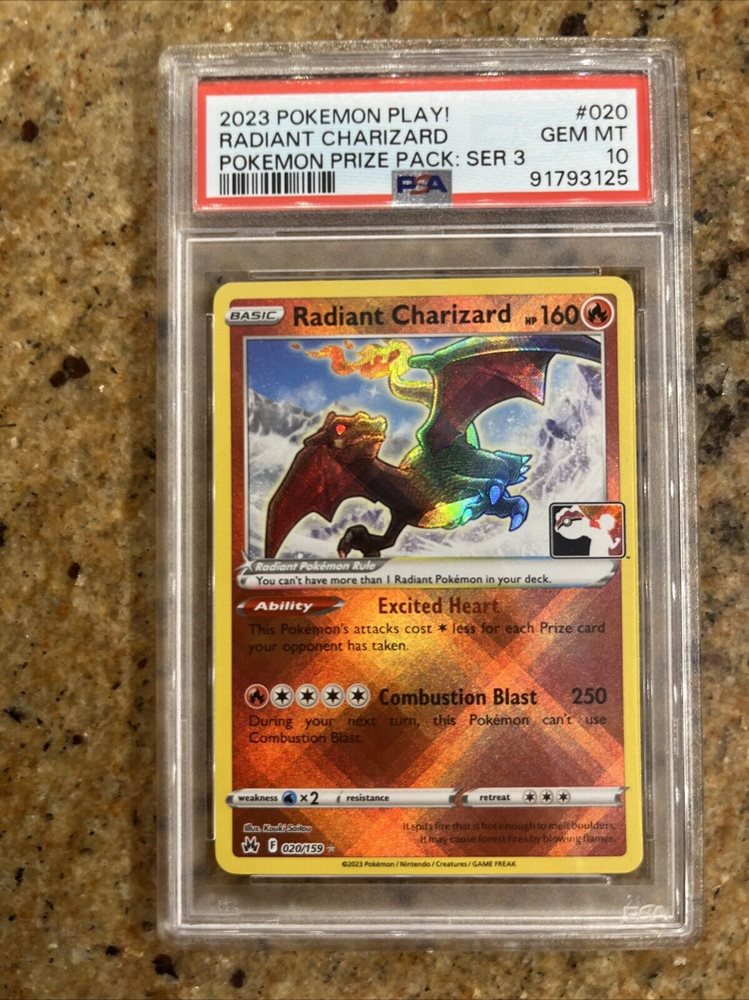 2023 POKEMON PLAY! #020
RADIANT CHARIZARD GEM MT
POKEMON PRIZE PACK: SER 3 10
PSA 91793125
BASIC Radiant Charizard HP 160
Radiant Pokémon Rule
You can't have more than 1 Radiant Pokémon in your deck.
Ability Excited Heart
This Pokémon's attacks cost less for each Prize card
your opponent has taken.
Combustion Blast 250
During your next turn, this Pokémon can't use
Combustion Blast.
weakness ×2 resistance retreat
Illus. Kouki Saitou
It spits fire that is hot enough to melt boulders.
It may cause forest fires by blowing flames.
F 020/159
©2023 Pokémon / Nintendo / Creatures / GAME FREAK
PSA